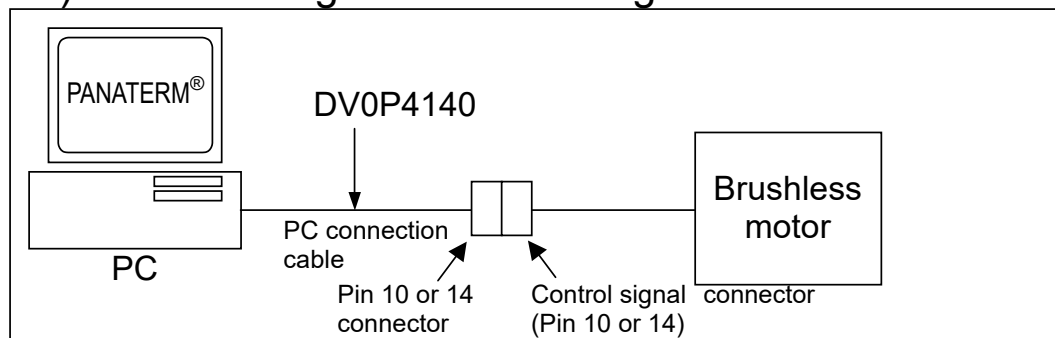 PANATERM®
DV0P4140
PC connection
cable
PC
Pin 10 or 14
connector
Control signal connector
(Pin 10 or 14)
Brushless
motor